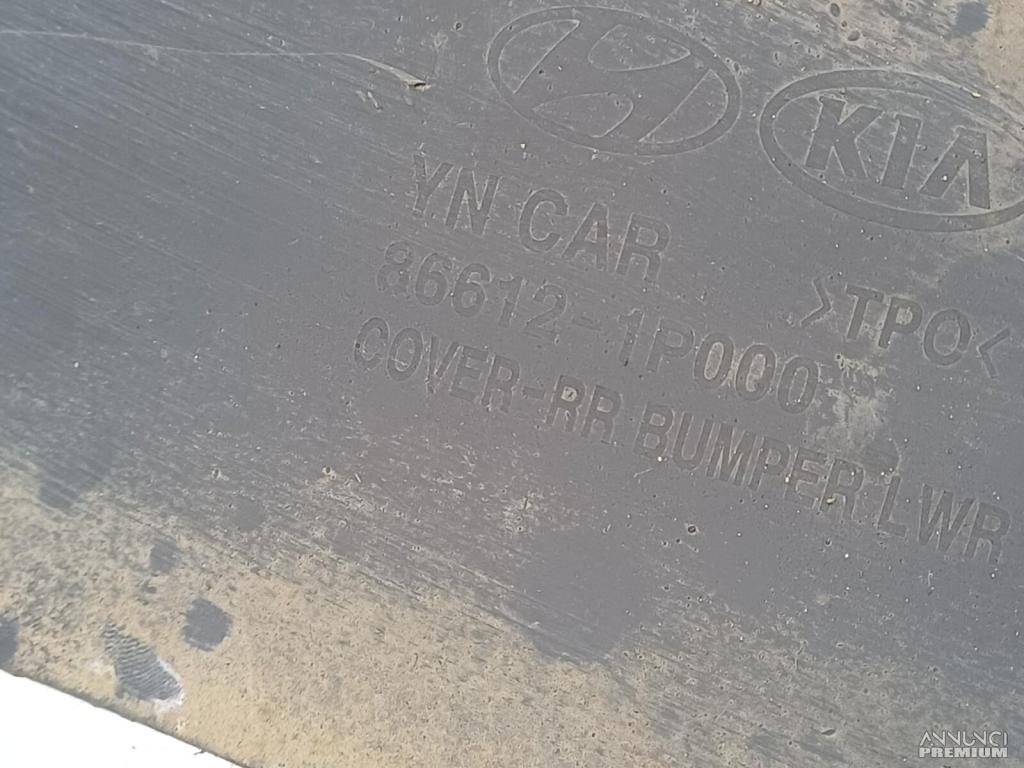 KIA
YN CAR
>TPO<
86612-1P000
COVER-RR BUMPER LWR
ANNUNCI
PREMIUM